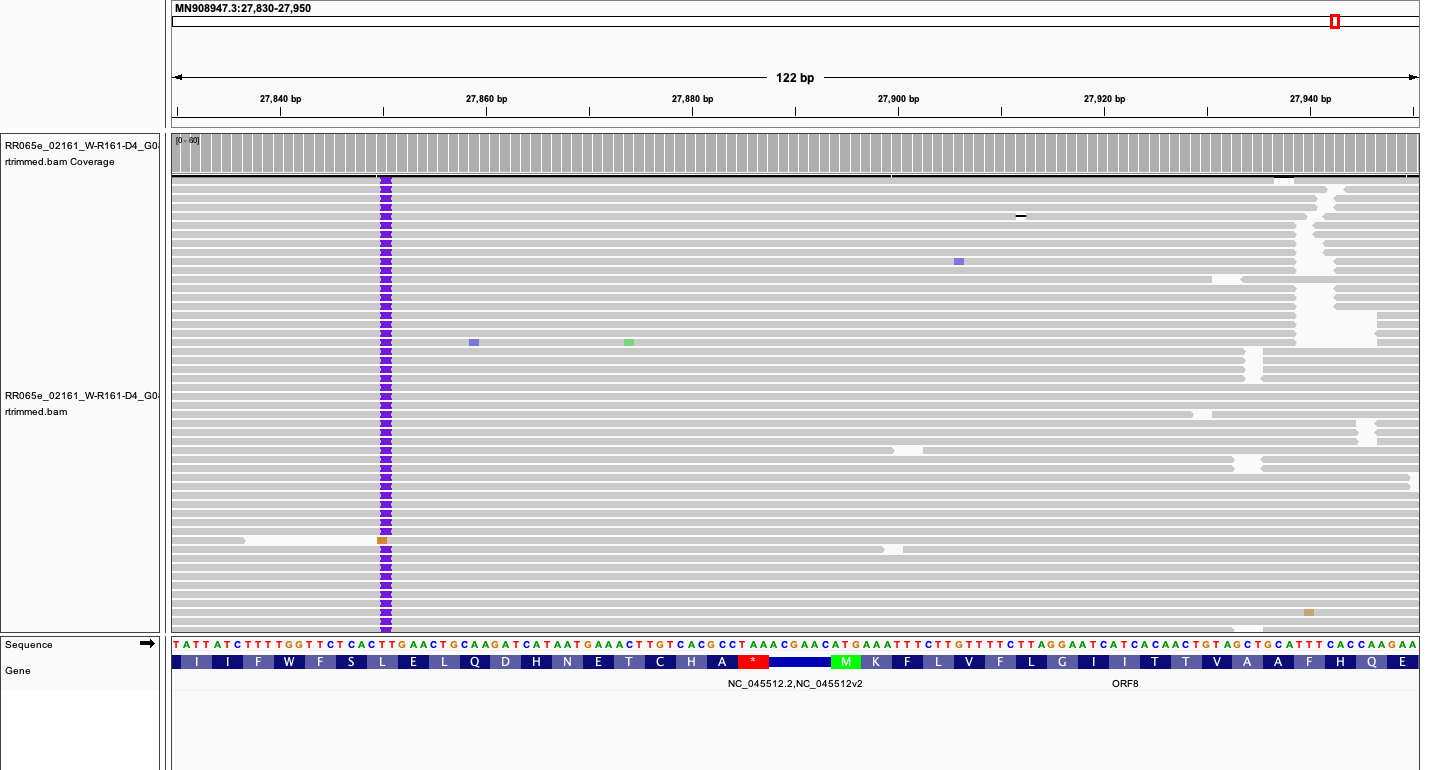 MN908947.3:27,830-27,950
122 bp
27,840 bp 27,860 bp 27,880 bp 27,900 bp 27,920 bp 27,940 bp
RR065e_02161_W-R161-D4_G0
rtrimmed.bam Coverage
[0 - 60]
RR065e_02161_W-R161-D4_G0
rtrimmed.bam
Sequence
TATTATCTTTTGGTTCTCACTTGAACTGCAAGATCATAATGAAACTTGTCACGCCTAAACGAACATGAAATTTCTTGTTTTCTTAGGAATCATCACAACTGTAGCTGCATTTCACCAAGAA
Gene
I I F W F S L E L Q D H N E T C H A * M K F L V F L G I I T T V A A F H Q E
NC_045512.2,NC_045512v2 ORF8